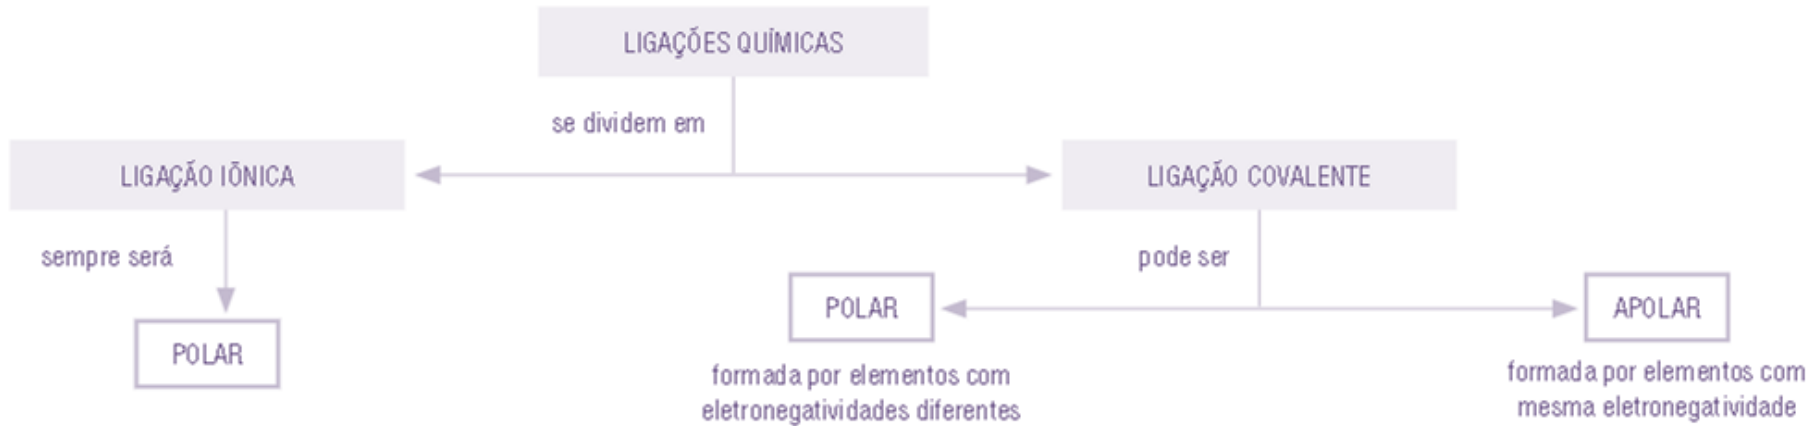 LIGAÇÕES QUÍMICAS
se dividem em
LIGAÇÃO IÔNICA
LIGAÇÃO COVALENTE
sempre será
pode ser
POLAR
POLAR
APOLAR
formada por elementos com
eletronegatividades diferentes
formada por elementos com
mesma eletronegatividade